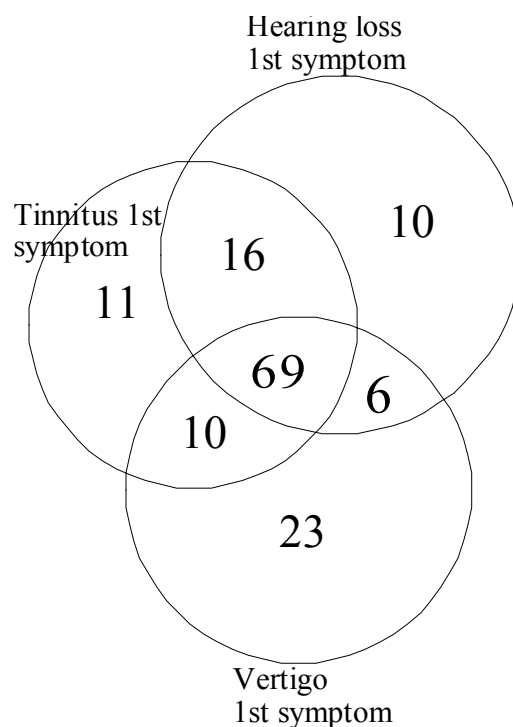 Hearing loss
1st symptom
Tinnitus 1st
symptom
10
16
11
69
6
10
23
Vertigo
1st symptom